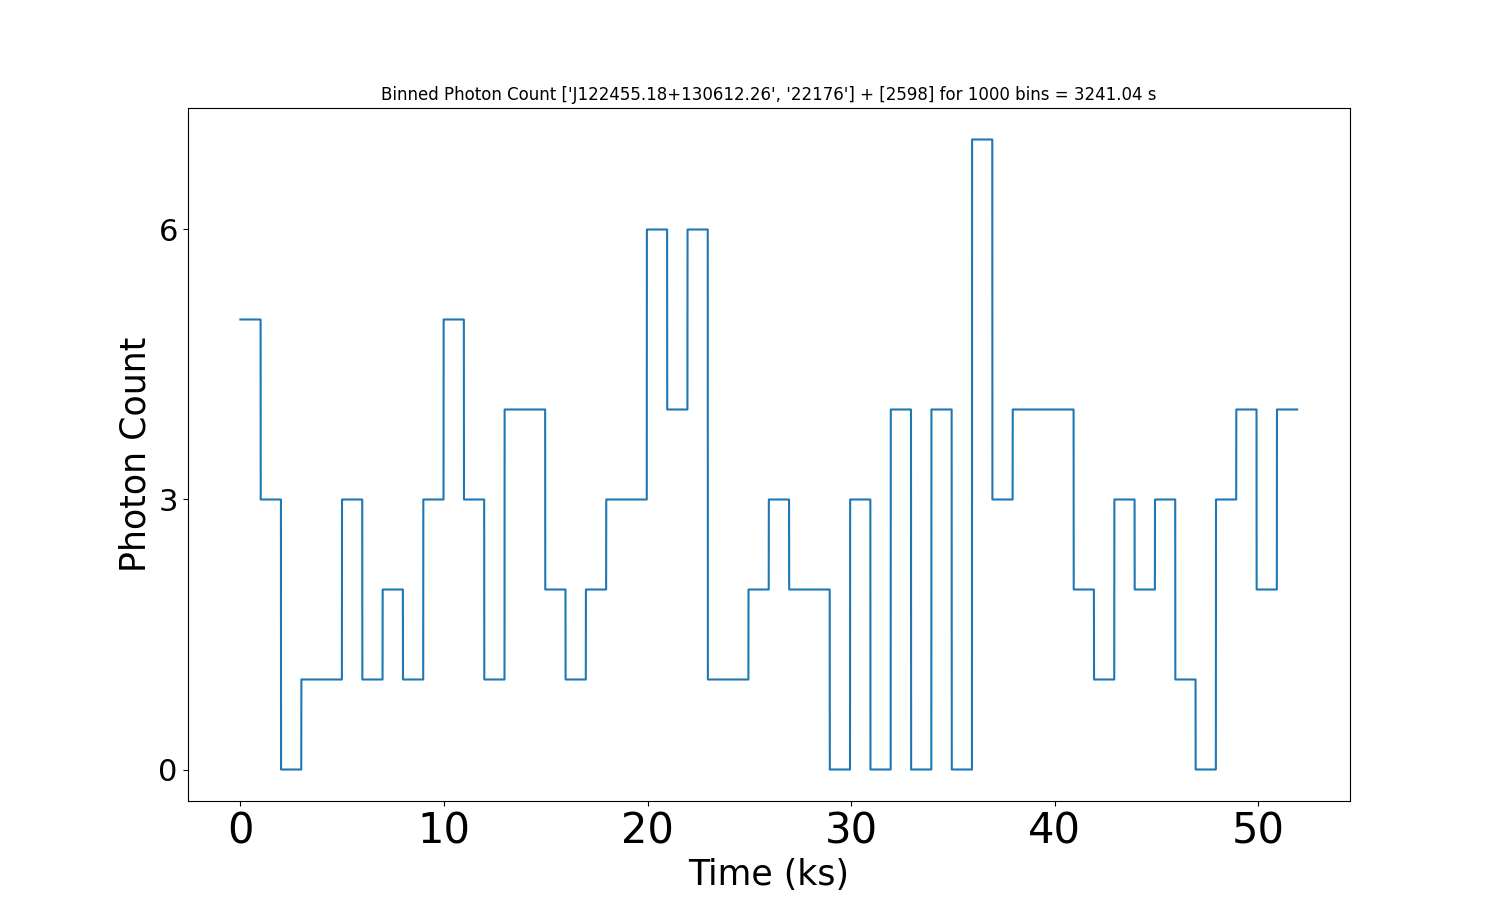 Binned Photon Count ['J122455.18+130612.26', '22176'] + [2598] for 1000 bins = 3241.04 s
6
3
0
Photon Count
0 10 20 30 40 50
Time (ks)